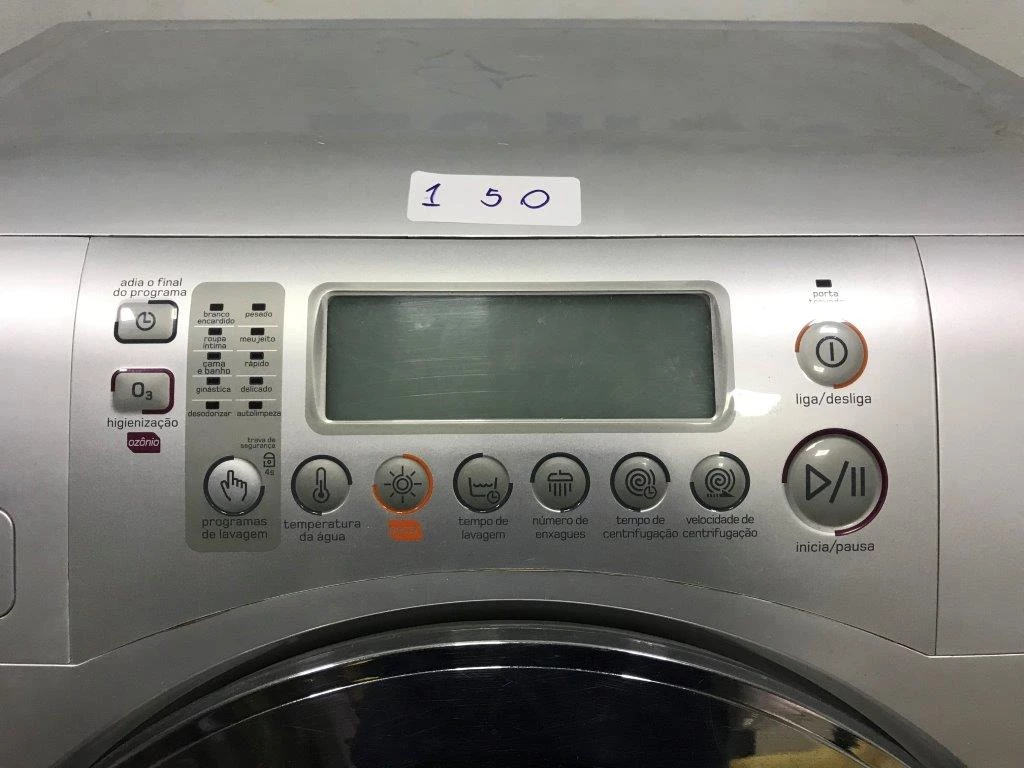 1 5 0
adia o final
do programa
branco
encardido
pesado
roupa
íntima
meu jeito
cama
e banho
rápido
ginástica
delicado
desodorizar
autolimpeza
O3
higienização
ozônio
trava de
segurança
4s
programas
de lavagem
temperatura
da água
tempo de
lavagem
número de
enxagues
tempo de
centrifugação
velocidade de
centrifugação
porta
liga/desliga
inicia/pausa